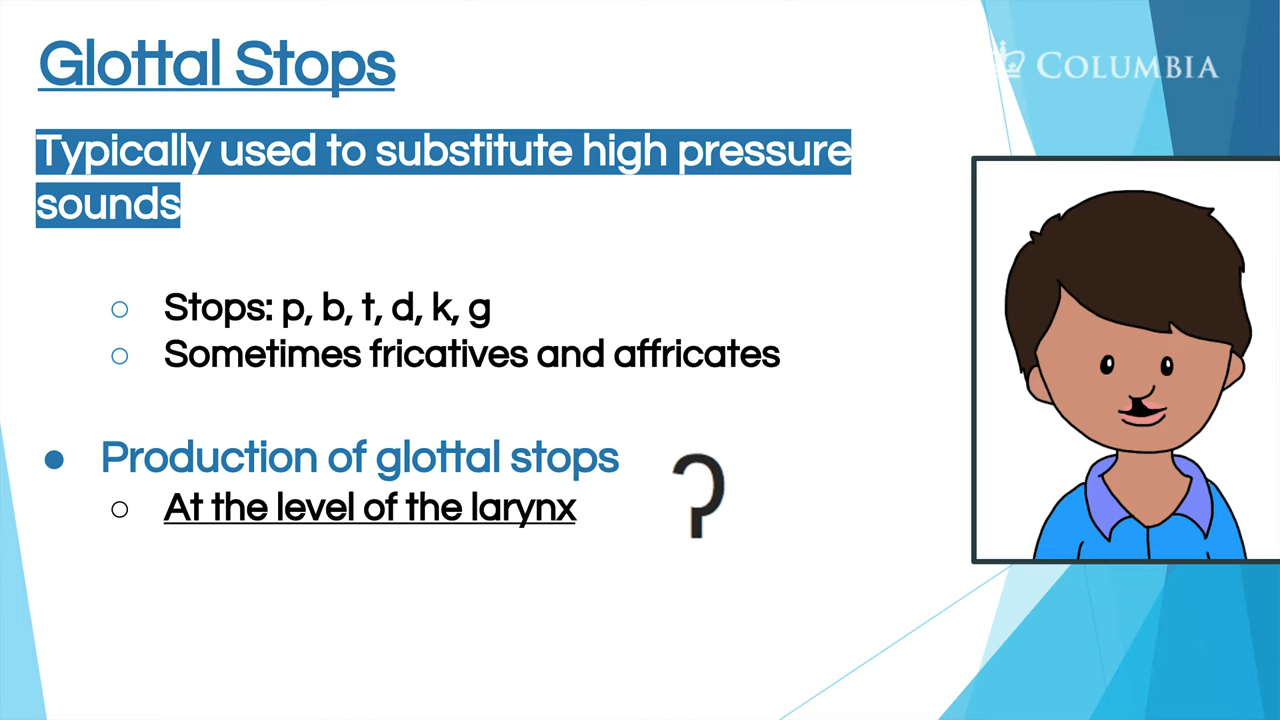 Glottal Stops
COLUMBIA
Typically used to substitute high pressure
sounds
○ Stops: p, b, t, d, k, g
○ Sometimes fricatives and affricates
● Production of glottal stops
○ At the level of the larynx
ʔ